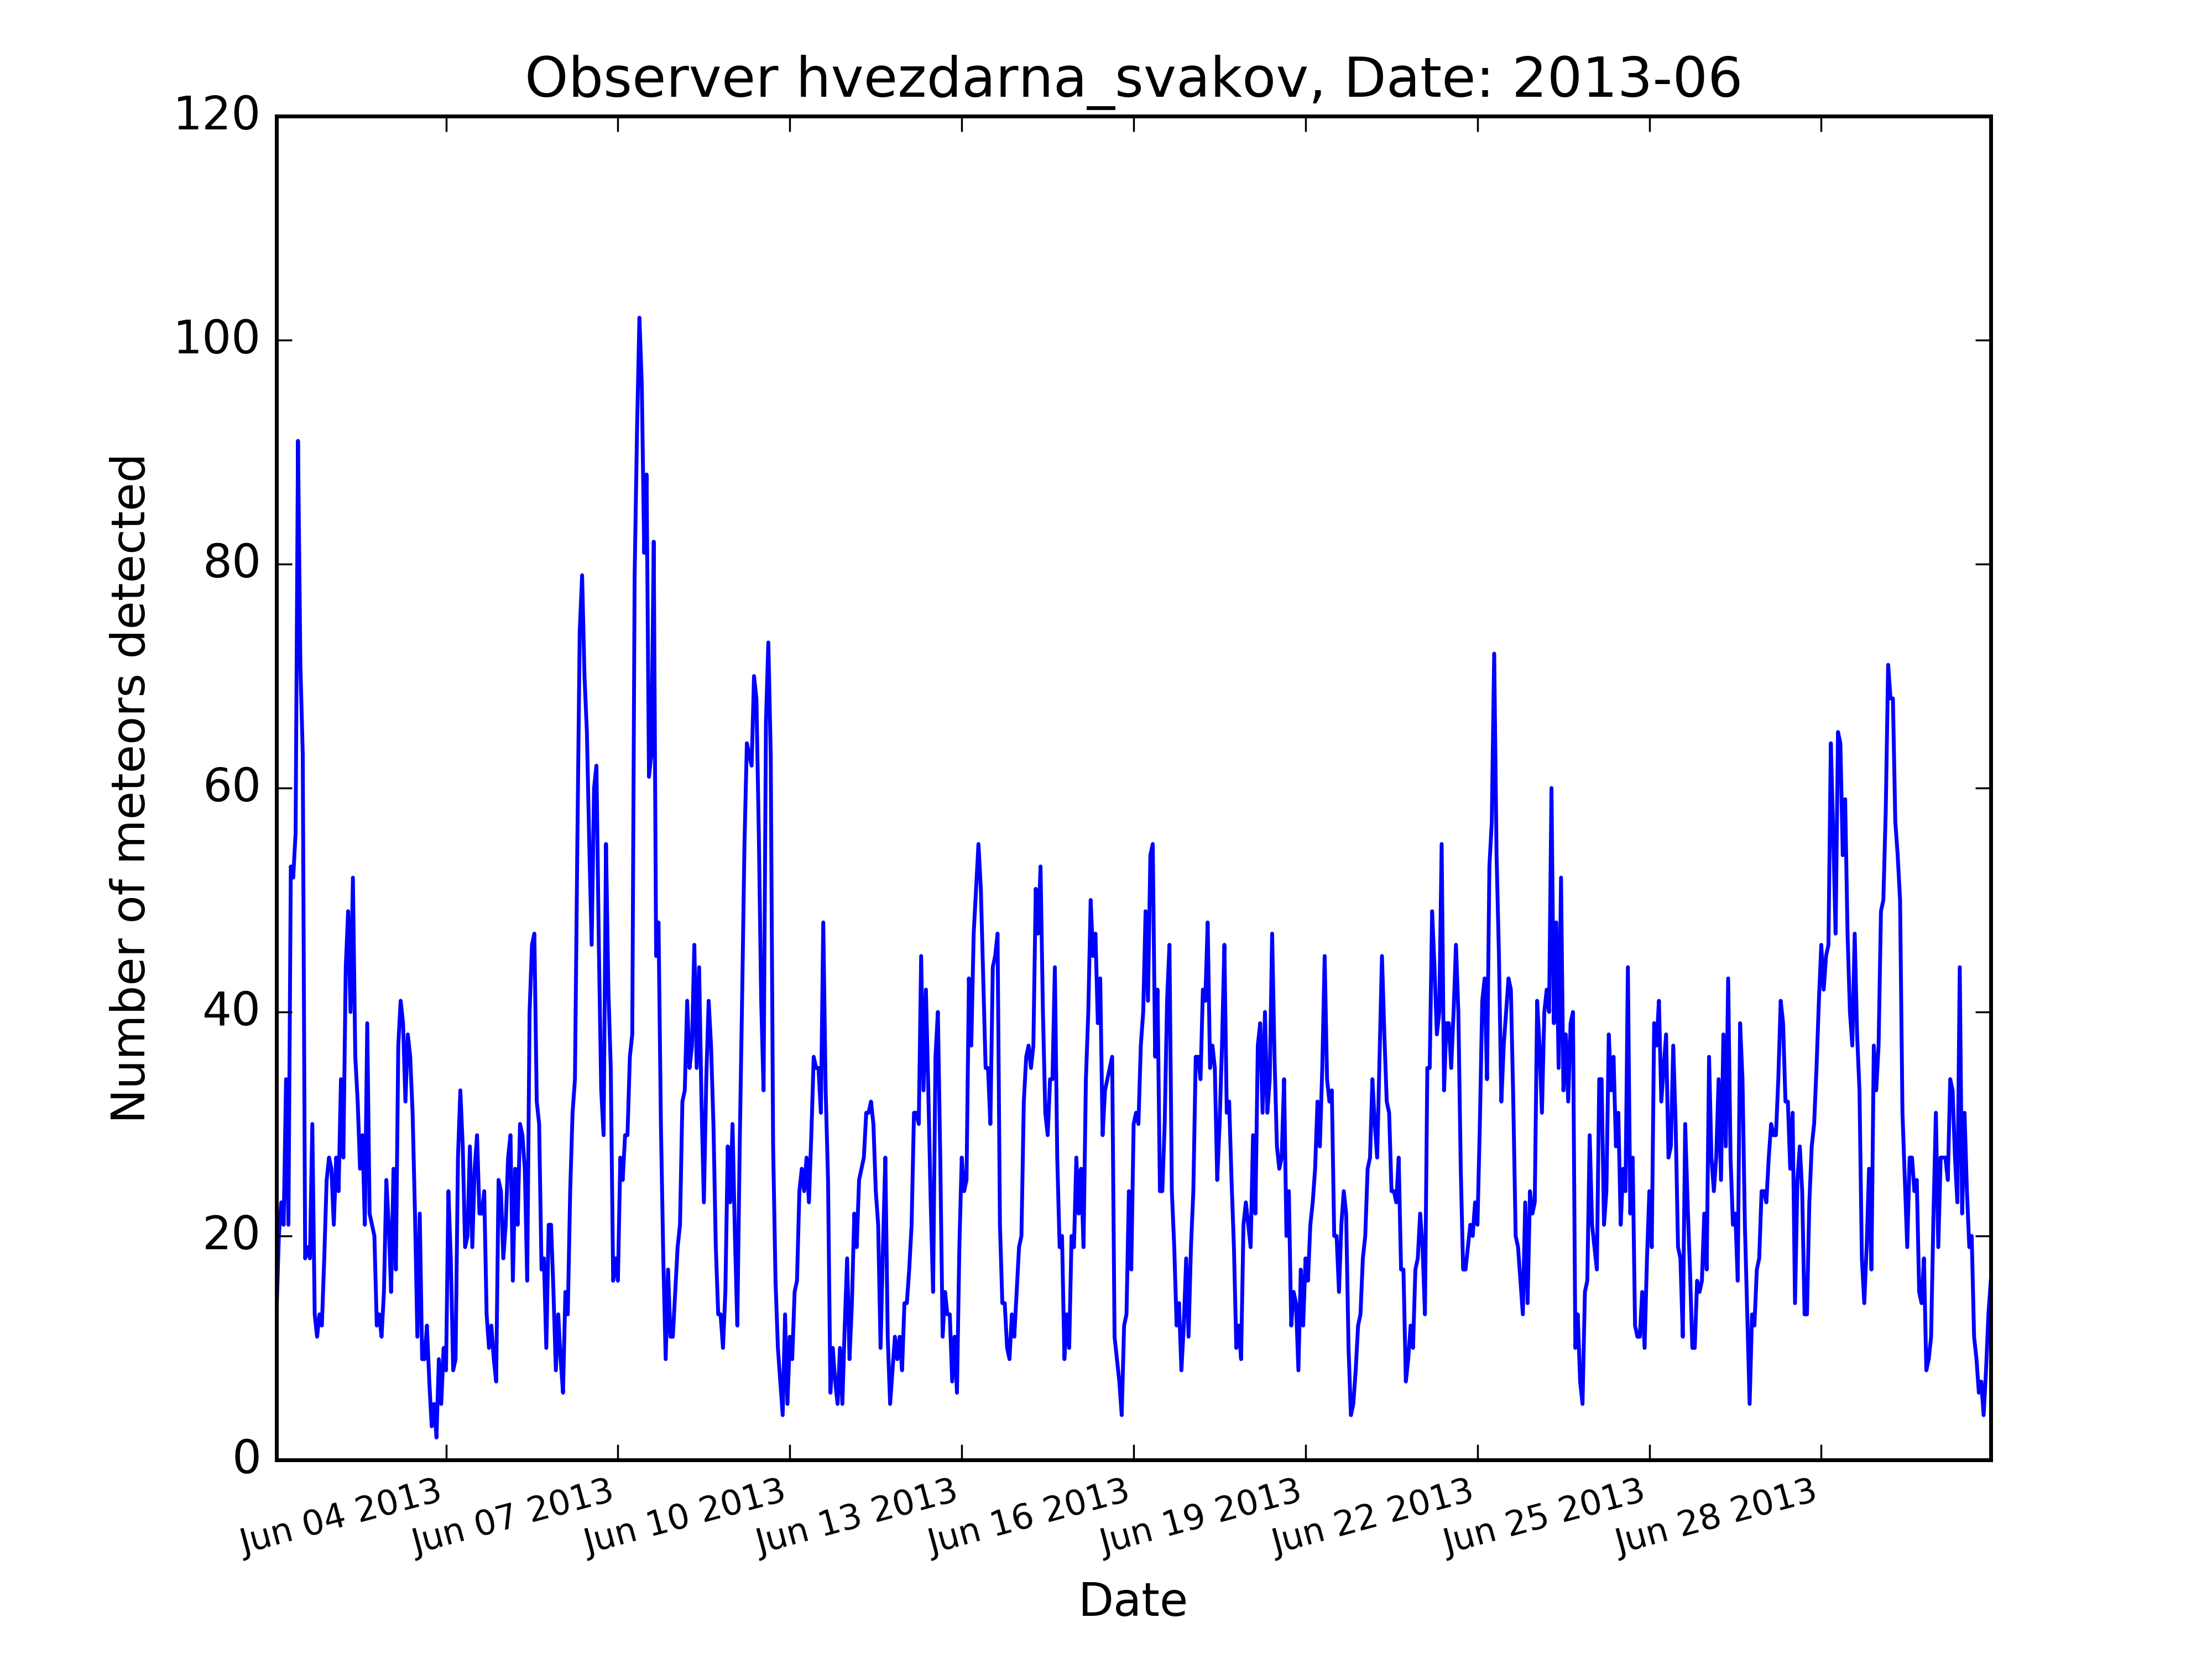 Observer hvezdarna_svakov, Date: 2013-06
120
100
80
60
40
20
0
Number of meteors detected
Jun 04 2013
Jun 07 2013
Jun 10 2013
Jun 13 2013
Jun 16 2013
Jun 19 2013
Jun 22 2013
Jun 25 2013
Jun 28 2013
Date